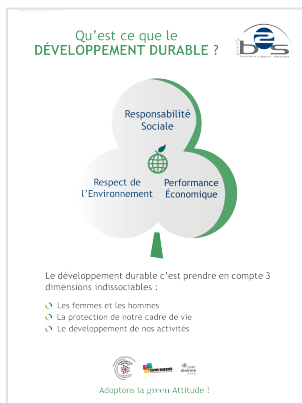 Qu'est ce que le
DÉVELOPPEMENT DURABLE ?
b2s
Responsabilité
Sociale
Respect de
l'Environnement
Performance
Économique
Le développement durable c'est prendre en compte 3
dimensions indissociables :
Les femmes et les hommes
La protection de notre cadre de vie
Le développement de nos activités
Adoptons la green Attitude !